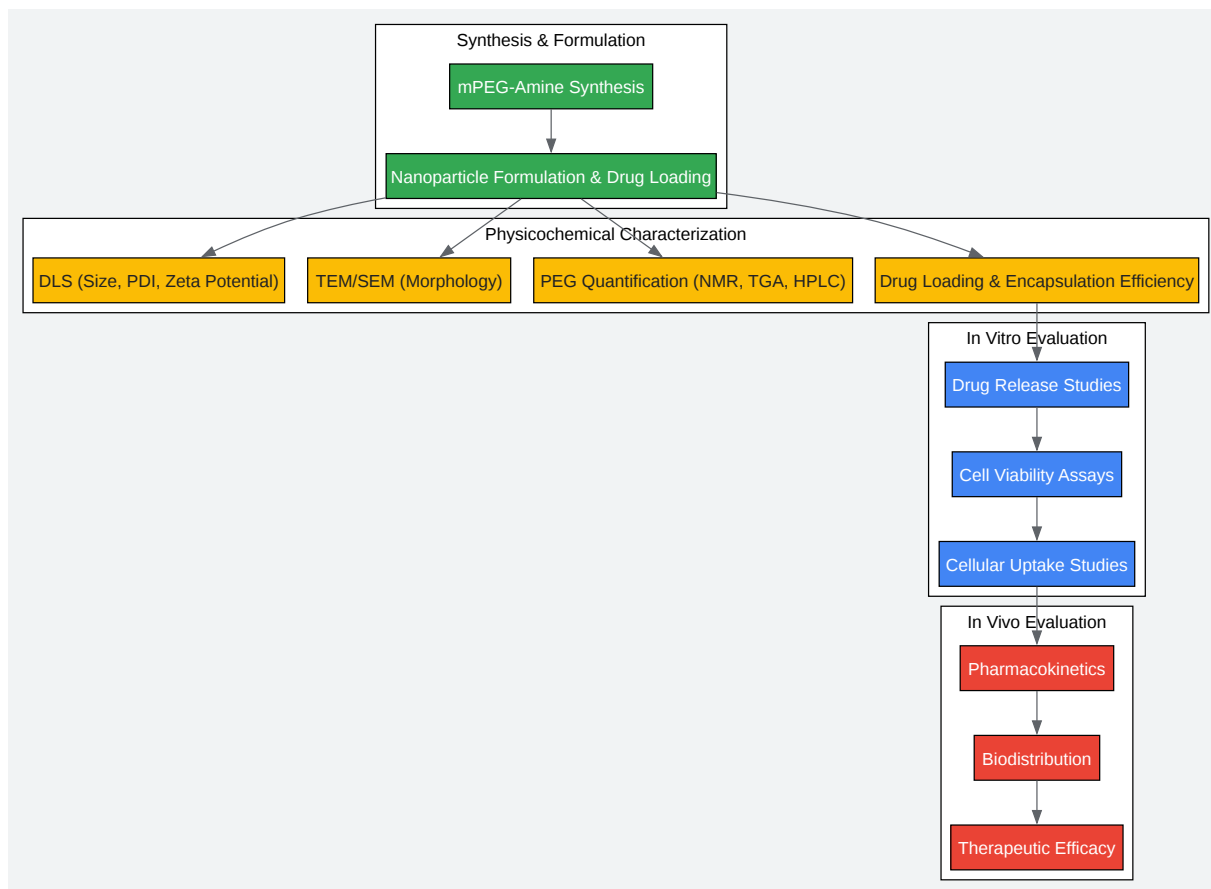 Synthesis & Formulation
mPEG-Amine Synthesis
Nanoparticle Formulation & Drug Loading
Physicochemical Characterization
DLS (Size, PDI, Zeta Potential)
TEM/SEM (Morphology)
PEG Quantification (NMR, TGA, HPLC)
Drug Loading & Encapsulation Efficiency
In Vitro Evaluation
Drug Release Studies
Cell Viability Assays
Cellular Uptake Studies
In Vivo Evaluation
Pharmacokinetics
Biodistribution
Therapeutic Efficacy